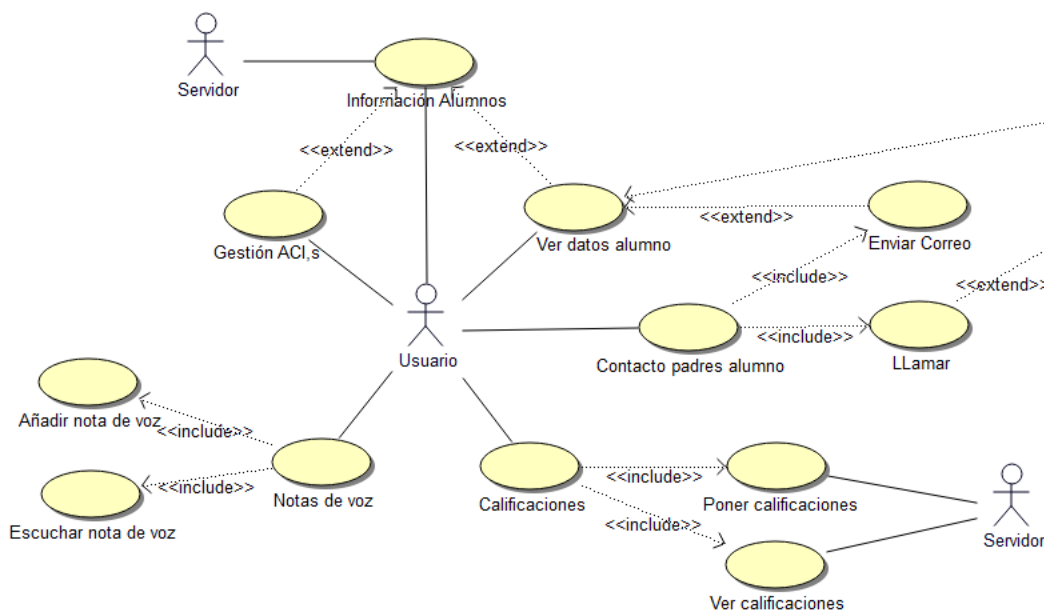 Servidor
Información Alumnos
<<extend>>
<<extend>>
Gestión ACI,s
Ver datos alumno
<<extend>>
Enviar Correo
<<include>>
<<extend>>
Usuario
Contacto padres alumno
<<include>>
LLamar
Añadir nota de voz
<<include>>
<<include>>
Escuchar nota de voz
Notas de voz
Calificaciones
<<include>>
Poner calificaciones
<<include>>
Servidor
Ver calificaciones